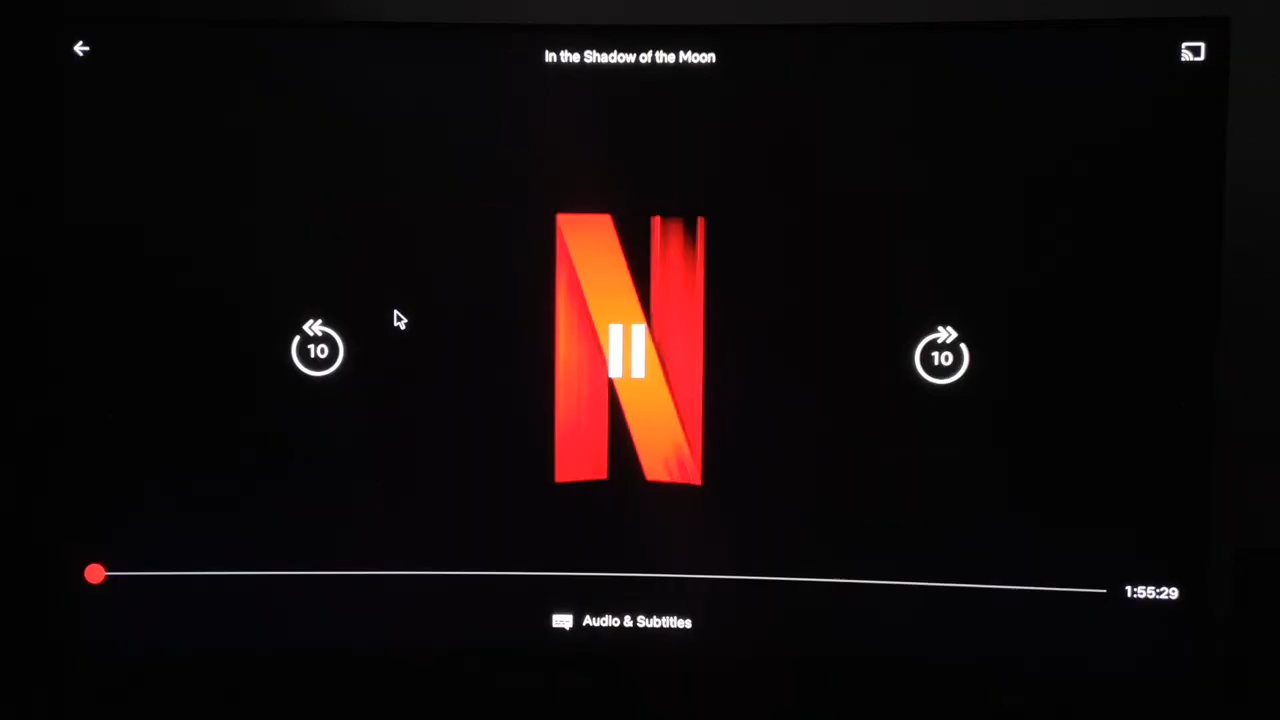 In the Shadow of the Moon
N
10
10
1:55:29
Audio & Subtitles